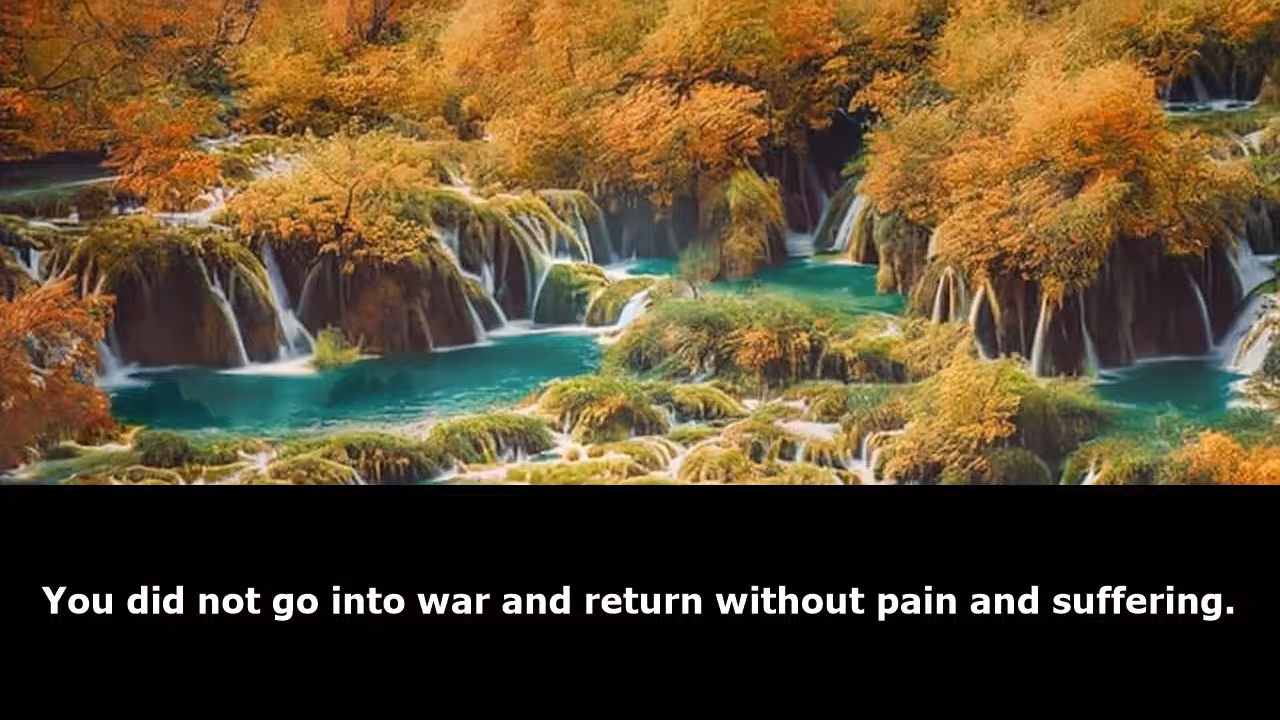 You did not go into war and return without pain and suffering.